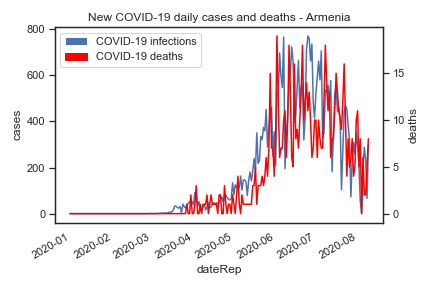 New COVID-19 daily cases and deaths - Armenia
COVID-19 infections
COVID-19 deaths
800
600
400
200
0
cases
15
10
5
0
deaths
2020-01
2020-02
2020-03
2020-04
2020-05
2020-06
2020-07
2020-08
dateRep